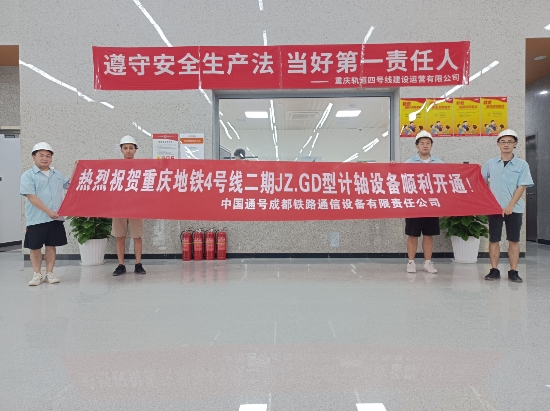 遵守安全生产法 当好第一责任人
——重庆轨道四号线建设运营有限公司
热烈祝贺重庆地铁4号线二期JZ.GD型计轴设备顺利开通!
中国通号成都铁路通信设备有限责任公司